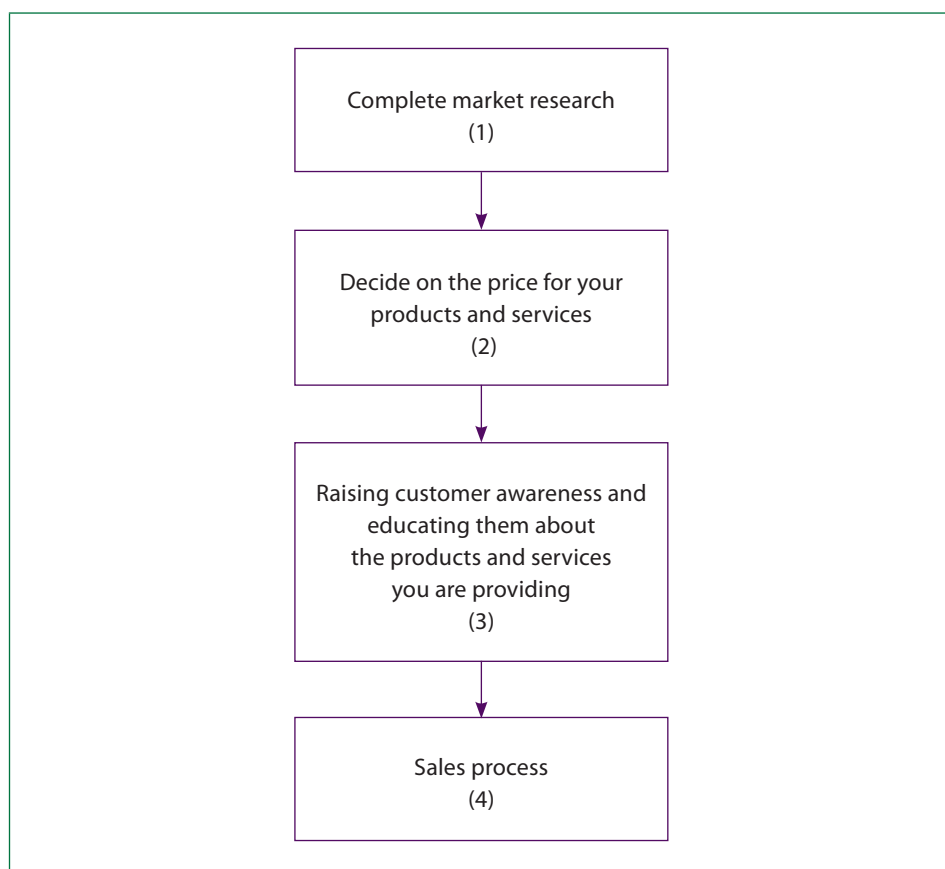 Complete market research
(1)
Decide on the price for your
products and services
(2)
Raising customer awareness and
educating them about
the products and services
you are providing
(3)
Sales process
(4)